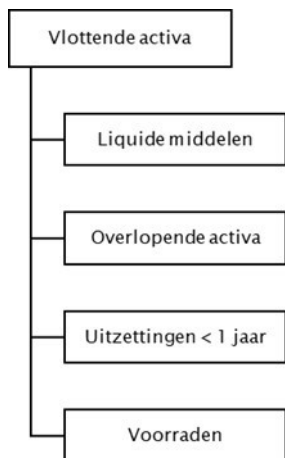 Vlottende activa
Liquide middelen
Overlopende activa
Uitzettingen < 1 jaar
Voorraden